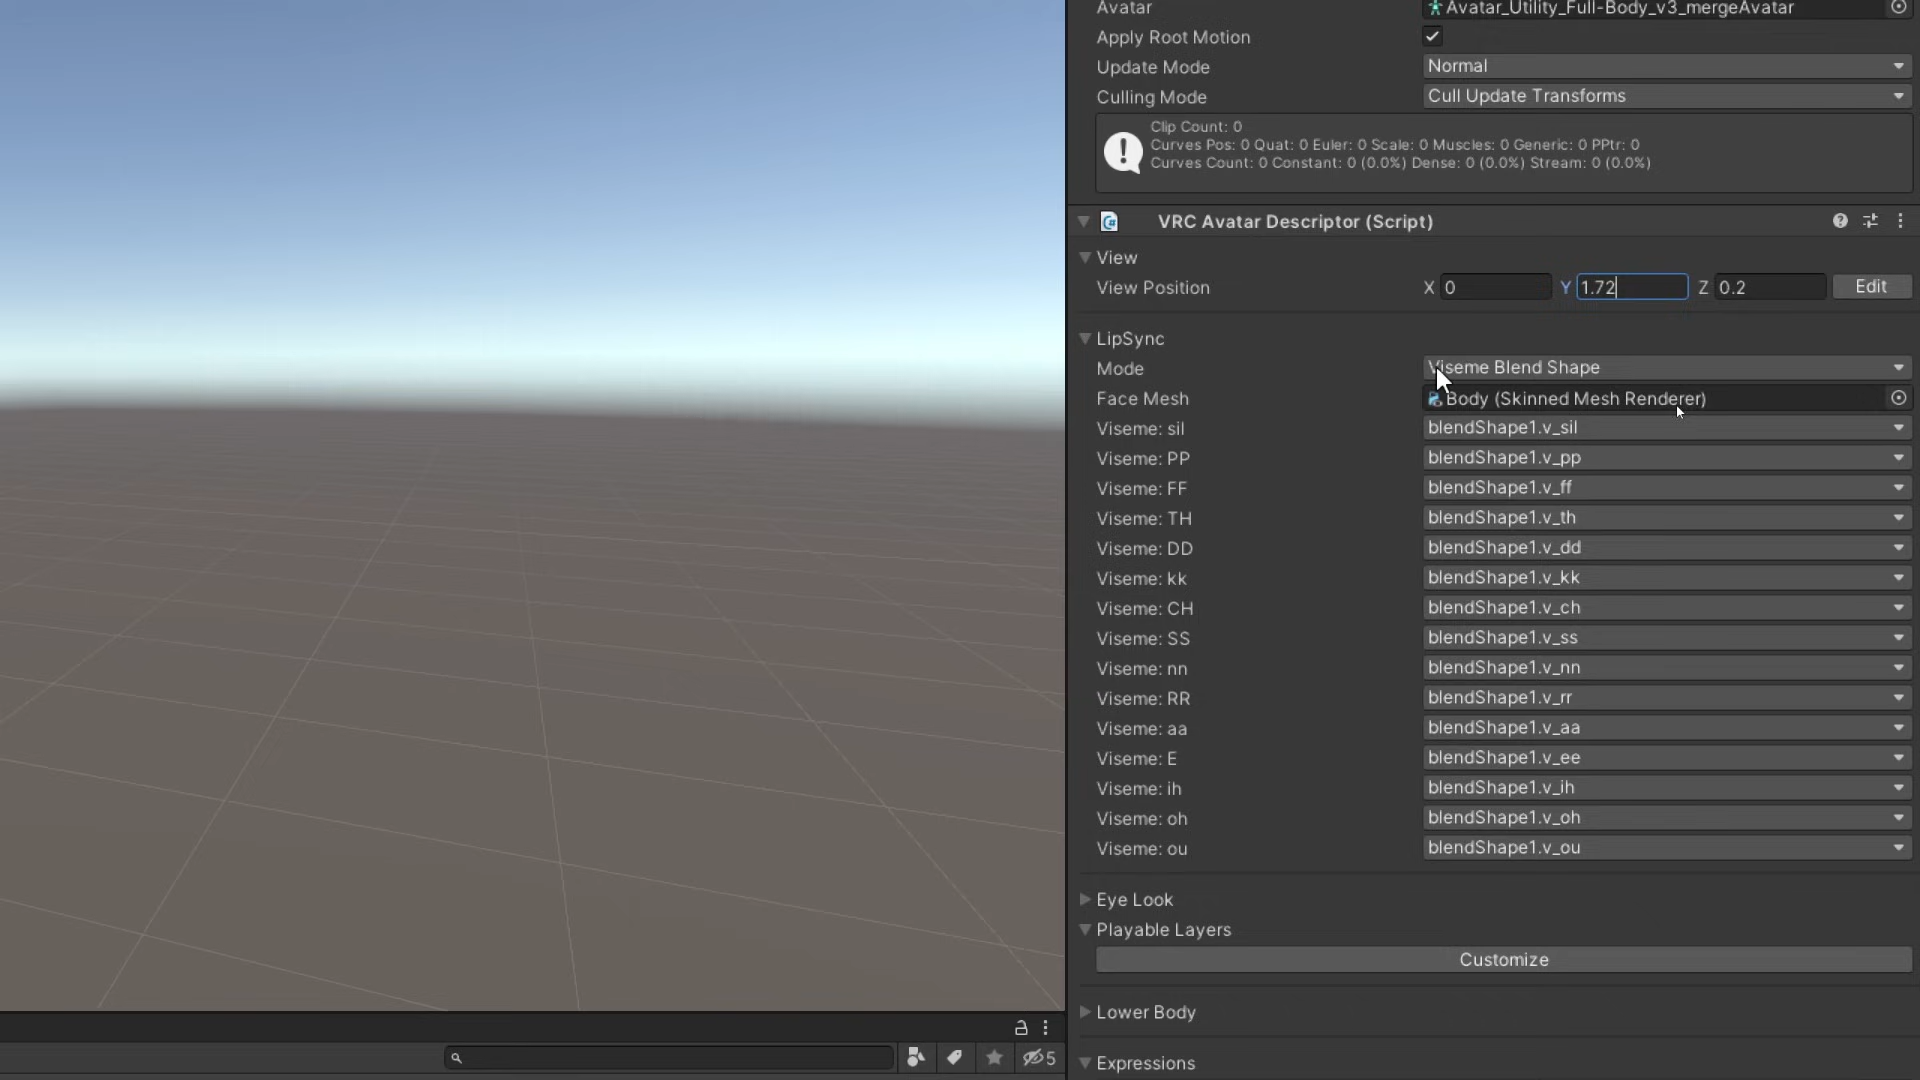 Avatar Avatar_Utility_Full-Body_v3_mergeAvatar
Apply Root Motion
Update Mode Normal
Culling Mode Cull Update Transforms
Clip Count: 0
Curves Pos: 0 Quat: 0 Euler: 0 Scale: 0 Muscles: 0 Generic: 0 PPtr: 0
Curves Count: 0 Constant: 0 (0.0%) Dense: 0 (0.0%) Stream: 0 (0.0%)
VRC Avatar Descriptor (Script)
View
View Position X 0 Y 1.72 Z 0.2 Edit
LipSync
Mode Viseme Blend Shape
Face Mesh Body (Skinned Mesh Renderer)
Viseme: sil blendShape1.v_sil
Viseme: PP blendShape1.v_pp
Viseme: FF blendShape1.v_ff
Viseme: TH blendShape1.v_th
Viseme: DD blendShape1.v_dd
Viseme: kk blendShape1.v_kk
Viseme: CH blendShape1.v_ch
Viseme: SS blendShape1.v_ss
Viseme: nn blendShape1.v_nn
Viseme: RR blendShape1.v_rr
Viseme: aa blendShape1.v_aa
Viseme: E blendShape1.v_ee
Viseme: ih blendShape1.v_ih
Viseme: oh blendShape1.v_oh
Viseme: ou blendShape1.v_ou
Eye Look
Playable Layers
Customize
Lower Body
Expressions
5